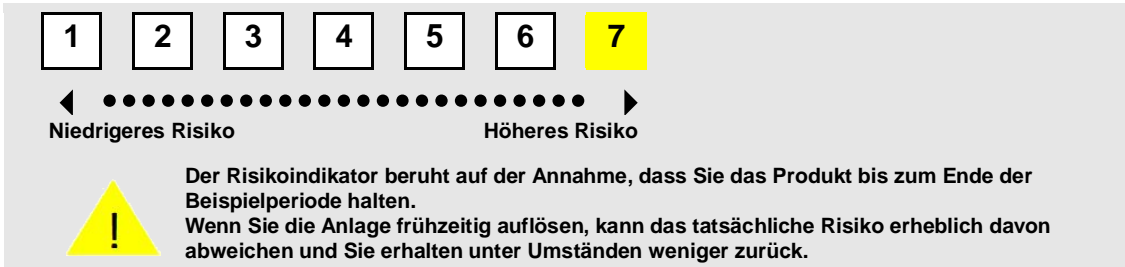 1 2 3 4 5 6 7
Niedrigeres Risiko Höheres Risiko
Der Risikoindikator beruht auf der Annahme, dass Sie das Produkt bis zum Ende der
Beispielperiode halten.
Wenn Sie die Anlage frühzeitig auflösen, kann das tatsächliche Risiko erheblich davon
abweichen und Sie erhalten unter Umständen weniger zurück.
!